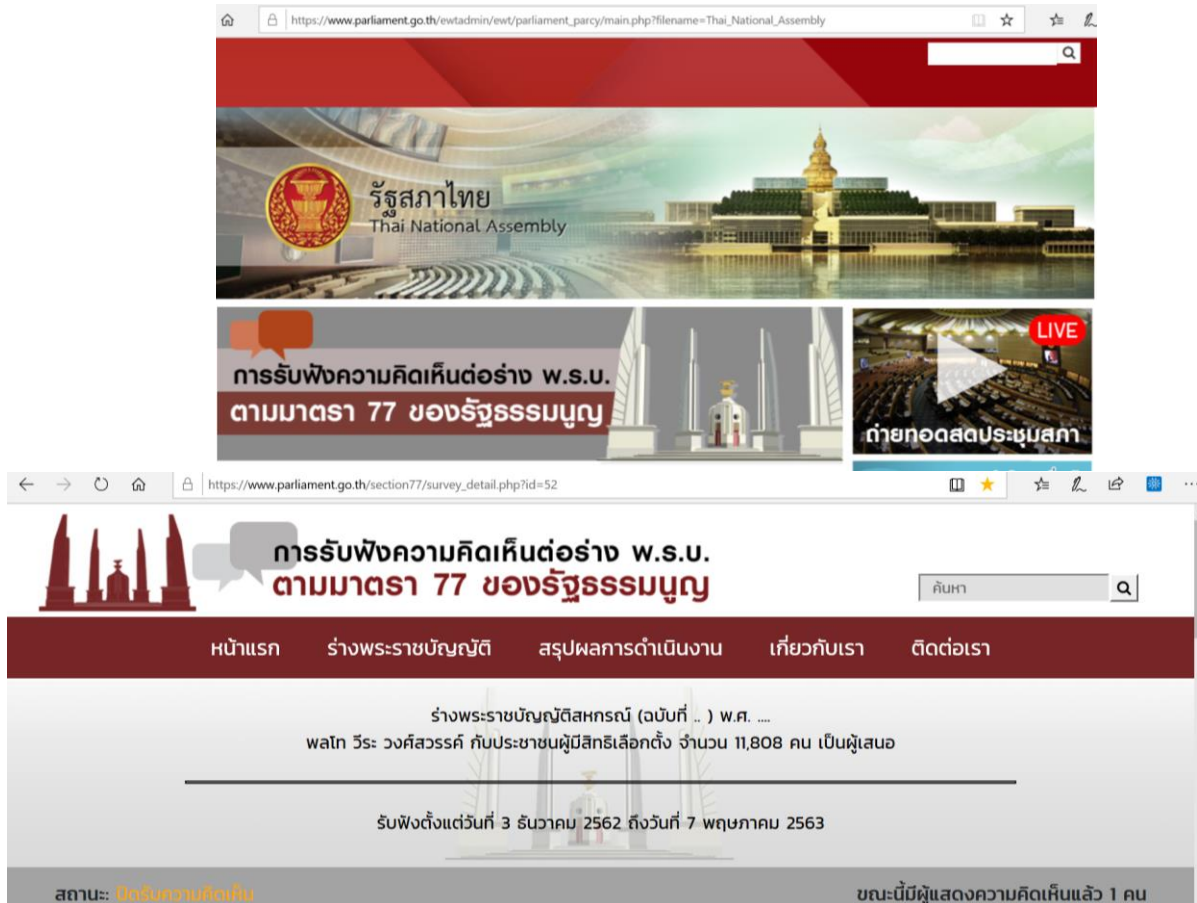 https://www.parliament.go.th/ewtadmin/ewt/parliament_parcy/main.php?filename=Thai_National_Assembly
รัฐสภาไทย
Thai National Assembly
การรับฟังความคิดเห็นต่อร่าง พ.ร.บ.
ตามมาตรา 77 ของรัฐธรรมนูญ
LIVE
ถ่ายทอดสดประชุมสภา
https://www.parliament.go.th/section77/survey_detail.php?id=52
การรับฟังความคิดเห็นต่อร่าง พ.ร.บ.
ตามมาตรา 77 ของรัฐธรรมนูญ
ค้นหา
หน้าแรก ร่างพระราชบัญญัติ สรุปผลการดำเนินงาน เกี่ยวกับเรา ติดต่อเรา
ร่างพระราชบัญญัติสหกรณ์ (ฉบับที่ .. ) พ.ศ. ....
พลโท วีระ วงศ์สวรรค์ กับประชาชนผู้มีสิทธิเลือกตั้ง จำนวน 11,808 คน เป็นผู้เสนอ
รับฟังตั้งแต่วันที่ 3 ธันวาคม 2562 ถึงวันที่ 7 พฤษภาคม 2563
สถานะ: ปิดรับความคิดเห็น ขณะนี้มีผู้แสดงความคิดเห็นแล้ว 1 คน